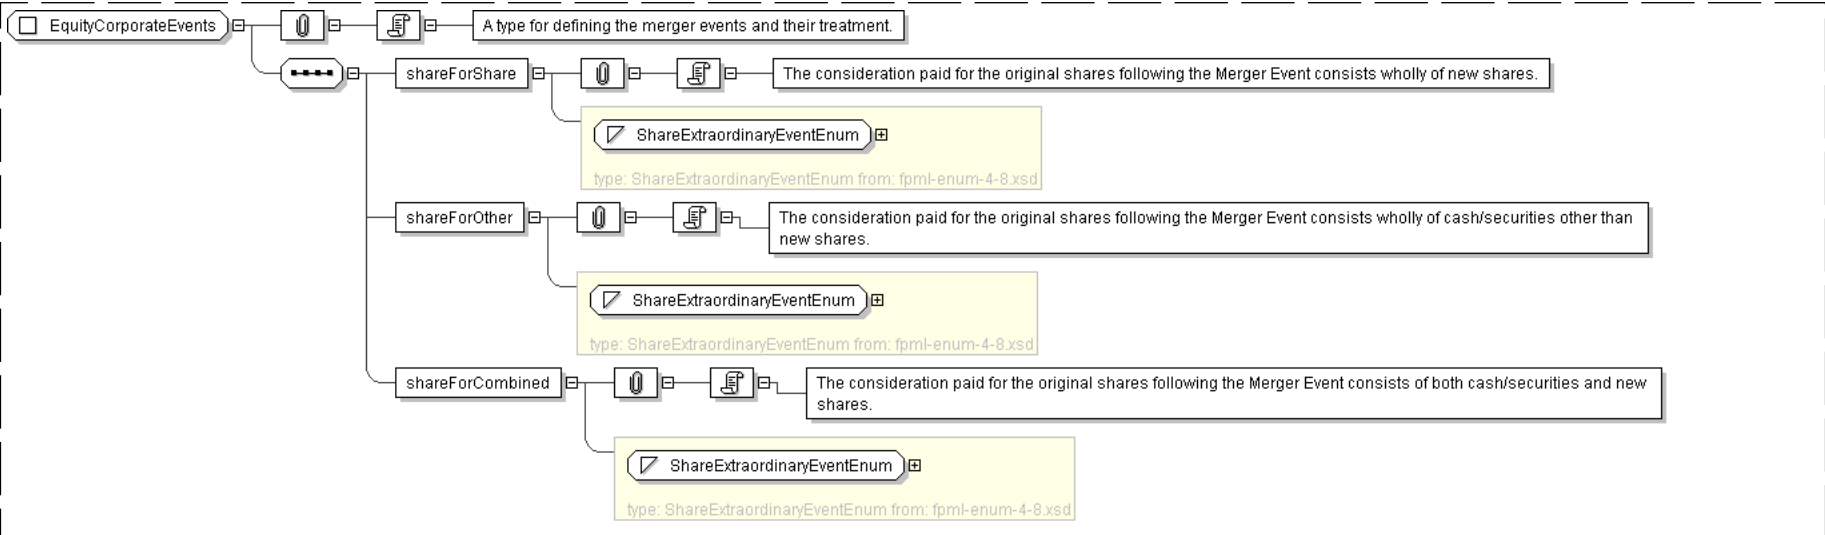 EquityCorporateEvents
A type for defining the merger events and their treatment.
shareForShare
The consideration paid for the original shares following the Merger Event consists wholly of new shares.
ShareExtraordinaryEventEnum
type: ShareExtraordinaryEventEnum from: fpml-enum-4-8.xsd
shareForOther
The consideration paid for the original shares following the Merger Event consists wholly of cash/securities other than
new shares.
ShareExtraordinaryEventEnum
type: ShareExtraordinaryEventEnum from: fpml-enum-4-8.xsd
shareForCombined
The consideration paid for the original shares following the Merger Event consists of both cash/securities and new
shares.
ShareExtraordinaryEventEnum
type: ShareExtraordinaryEventEnum from: fpml-enum-4-8.xsd